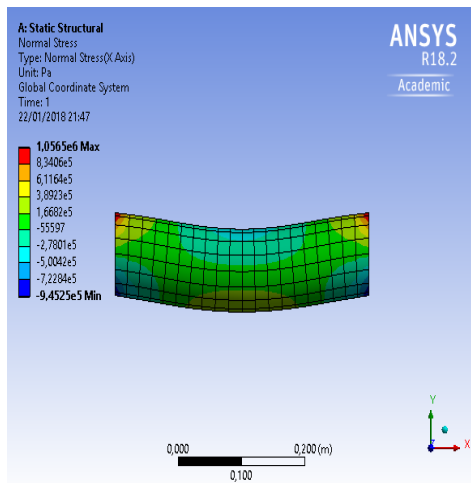 A: Static Structural
Normal Stress
Type: Normal Stress(X Axis)
Unit: Pa
Global Coordinate System
Time: 1
22/01/2018 21:47
ANSYS
R18.2
Academic
1,0565e6 Max
8,3406e5
6,1164e5
3,8923e5
1,6682e5
-55597
-2,7801e5
-5,0042e5
-7,2284e5
-9,4525e5 Min
Y
X
0,000
0,200 (m)
0,100